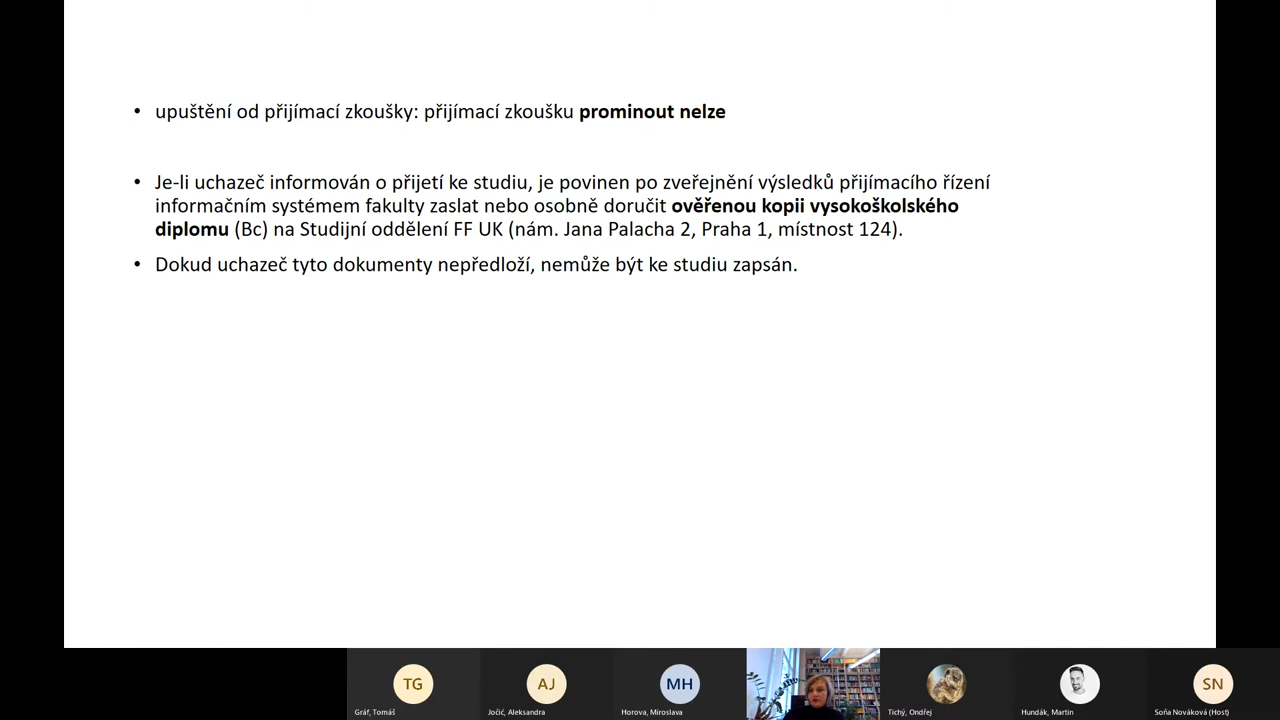 • upuštění od přijímací zkoušky: přijímací zkoušku prominout nelze
• Je-li uchazeč informován o přijetí ke studiu, je povinen po zveřejnění výsledků přijímacího řízení
informačním systémem fakulty zaslat nebo osobně doručit ověřenou kopii vysokoškolského
diplomu (Bc) na Studijní oddělení FF UK (nám. Jana Palacha 2, Praha 1, místnost 124).
• Dokud uchazeč tyto dokumenty nepředloží, nemůže být ke studiu zapsán.
TG
AJ
MH
SN
Gráf, Tomáš
Jočić, Aleksandra
Horova, Miroslava
Tichý, Ondřej
Hundák, Martin
Soňa Nováková (Host)